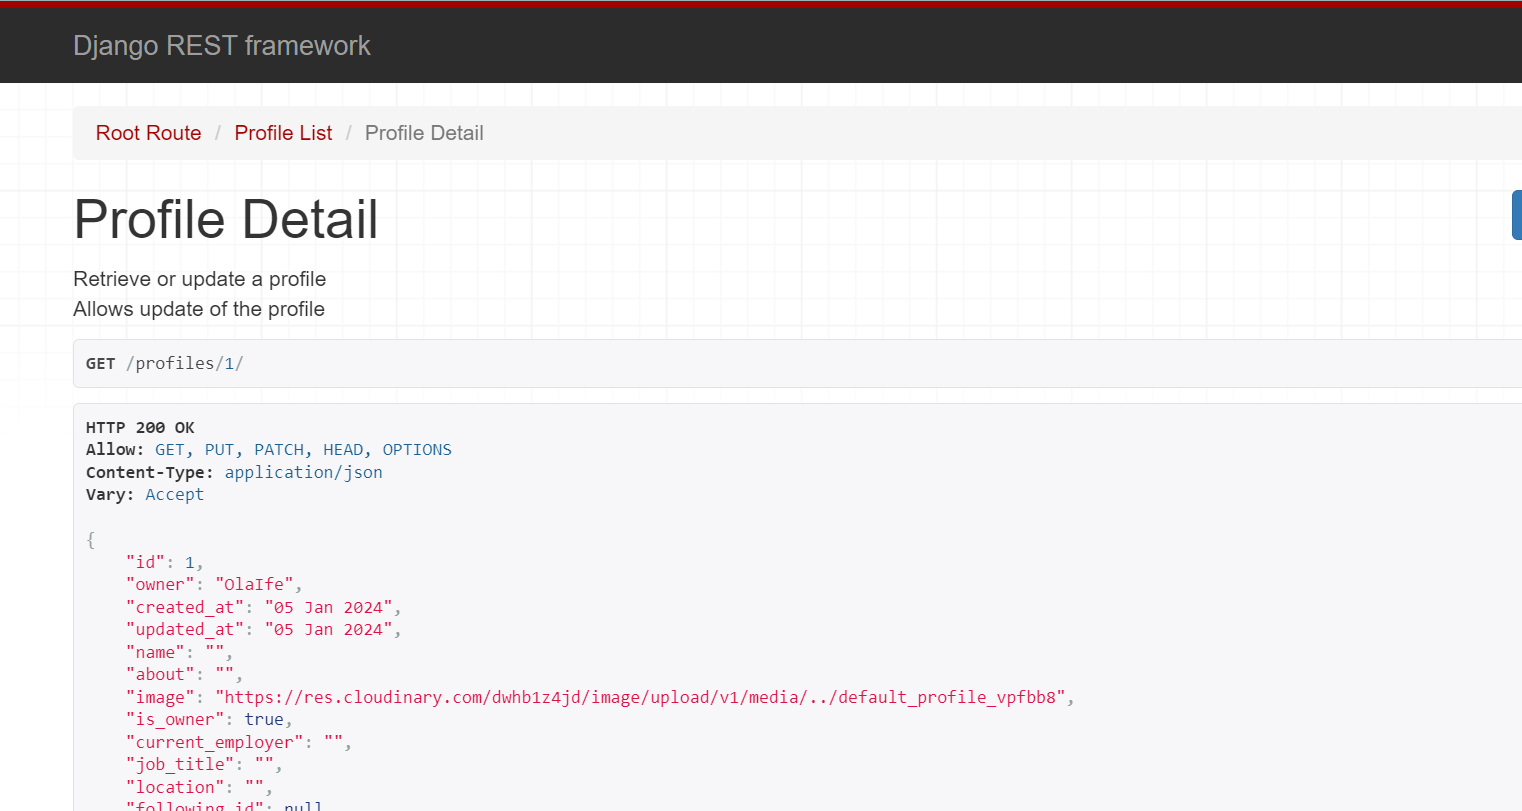 Django REST framework
Root Route / Profile List / Profile Detail
Profile Detail
Retrieve or update a profile
Allows update of the profile
GET /profiles/1/
HTTP 200 OK
Allow: GET, PUT, PATCH, HEAD, OPTIONS
Content-Type: application/json
Vary: Accept
{
    "id": 1,
    "owner": "OlaIfe",
    "created_at": "05 Jan 2024",
    "updated_at": "05 Jan 2024",
    "name": "",
    "about": "",
    "image": "https://res.cloudinary.com/dwhb1z4jd/image/upload/v1/media/../default_profile_vpfbb8",
    "is_owner": true,
    "current_employer": "",
    "job_title": "",
    "location": "",
    "following_id": null